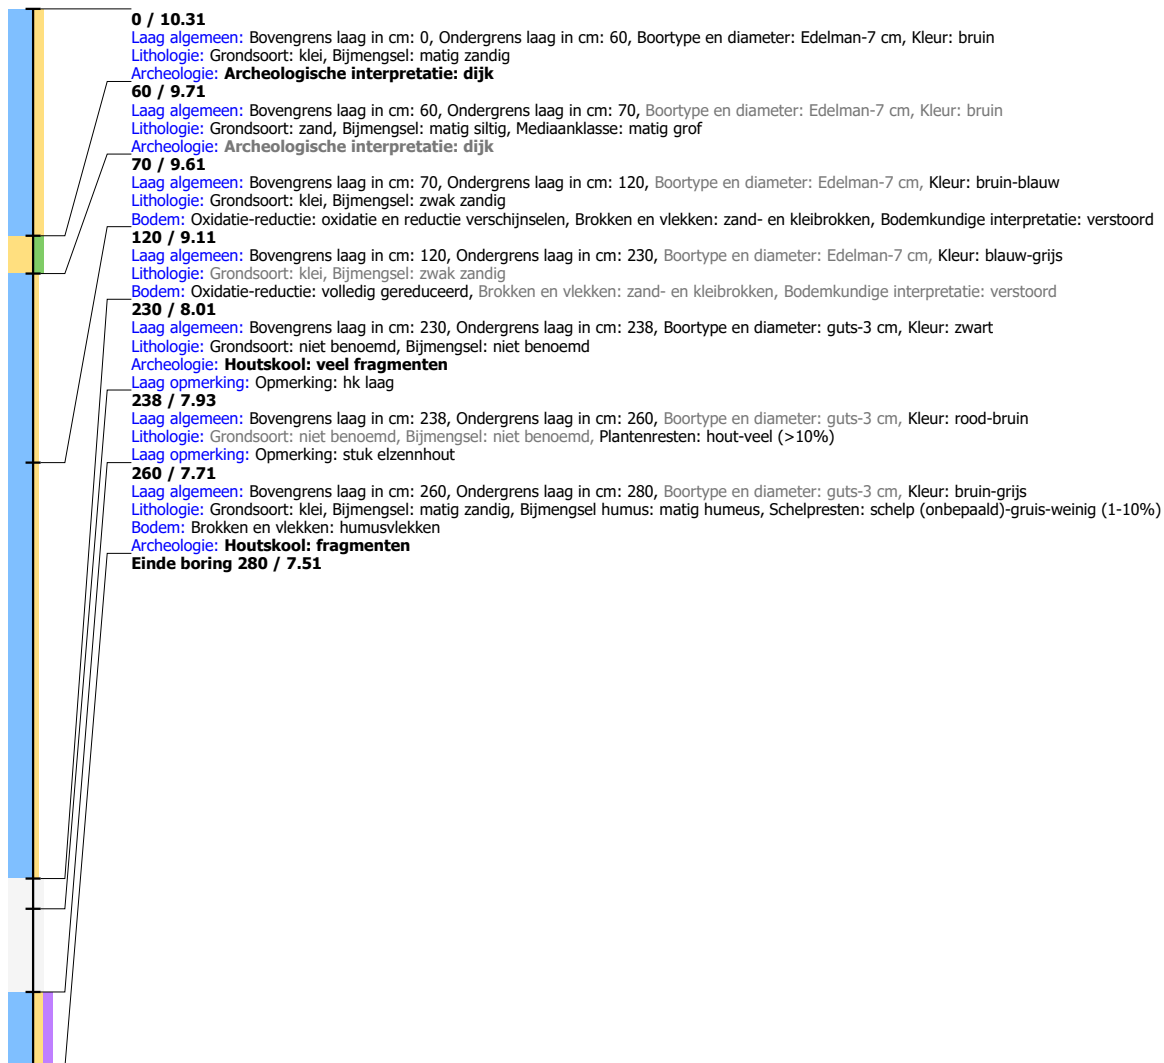 0 / 10.31
Laag algemeen: Bovengrens laag in cm: 0, Ondergrens laag in cm: 60, Boortype en diameter: Edelman-7 cm, Kleur: bruin
Lithologie: Grondsoort: klei, Bijmengsel: matig zandig
Archeologie: Archeologische interpretatie: dijk
60 / 9.71
Laag algemeen: Bovengrens laag in cm: 60, Ondergrens laag in cm: 70, Boortype en diameter: Edelman-7 cm, Kleur: bruin
Lithologie: Grondsoort: zand, Bijmengsel: matig siltig, Mediaanklasse: matig grof
Archeologie: Archeologische interpretatie: dijk
70 / 9.61
Laag algemeen: Bovengrens laag in cm: 70, Ondergrens laag in cm: 120, Boortype en diameter: Edelman-7 cm, Kleur: bruin-blauw
Lithologie: Grondsoort: klei, Bijmengsel: zwak zandig
Bodem: Oxidatie-reductie: oxidatie en reductie verschijnselen, Brokken en vlekken: zand- en kleibrokken, Bodemkundige interpretatie: verstoord
120 / 9.11
Laag algemeen: Bovengrens laag in cm: 120, Ondergrens laag in cm: 230, Boortype en diameter: Edelman-7 cm, Kleur: blauw-grijs
Lithologie: Grondsoort: klei, Bijmengsel: zwak zandig
Bodem: Oxidatie-reductie: volledig gereduceerd, Brokken en vlekken: zand- en kleibrokken, Bodemkundige interpretatie: verstoord
230 / 8.01
Laag algemeen: Bovengrens laag in cm: 230, Ondergrens laag in cm: 238, Boortype en diameter: guts-3 cm, Kleur: zwart
Lithologie: Grondsoort: niet benoemd, Bijmengsel: niet benoemd
Archeologie: Houtskool: veel fragmenten
Laag opmerking: Opmerking: hk laag
238 / 7.93
Laag algemeen: Bovengrens laag in cm: 238, Ondergrens laag in cm: 260, Boortype en diameter: guts-3 cm, Kleur: rood-bruin
Lithologie: Grondsoort: niet benoemd, Bijmengsel: niet benoemd, Plantenresten: hout-veel (>10%)
Laag opmerking: Opmerking: stuk elzennhout
260 / 7.71
Laag algemeen: Bovengrens laag in cm: 260, Ondergrens laag in cm: 280, Boortype en diameter: guts-3 cm, Kleur: bruin-grijs
Lithologie: Grondsoort: klei, Bijmengsel: matig zandig, Bijmengsel humus: matig humeus, Schelpresten: schelp (onbepaald)-gruis-weinig (1-10%)
Bodem: Brokken en vlekken: humusvlekken
Archeologie: Houtskool: fragmenten
Einde boring 280 / 7.51